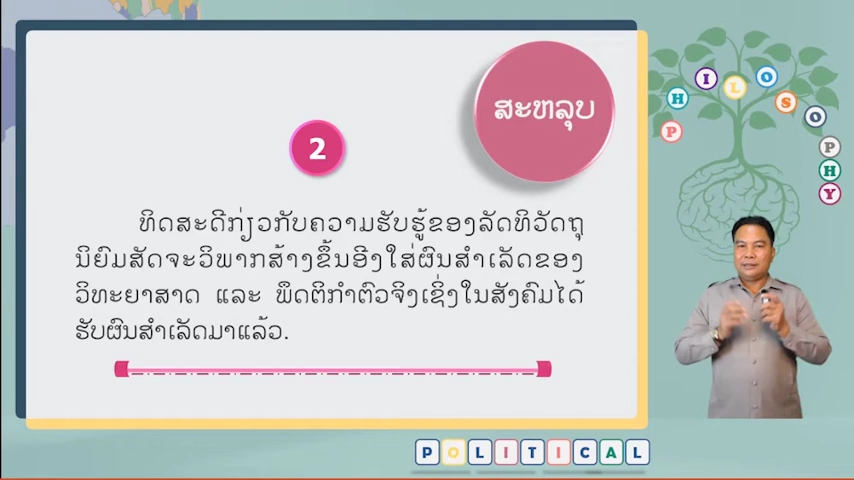 ສະຫລຸບ
2
ທິດສະດີກ່ຽວກັບຄວາມຮັບຮູ້ຂອງລັດທິວັດຖຸ
ນິຍົມສັດຈະວິພາກສ້າງຂຶ້ນອີງໃສ່ຜົນສຳເລັດຂອງ
ວິທະຍາສາດ ແລະ ພຶດຕິກຳຕົວຈິງເຊິ່ງໃນສັງຄົມໄດ້
ຮັບຜົນສຳເລັດມາແລ້ວ.
PHILOSOPHY
POLITICAL